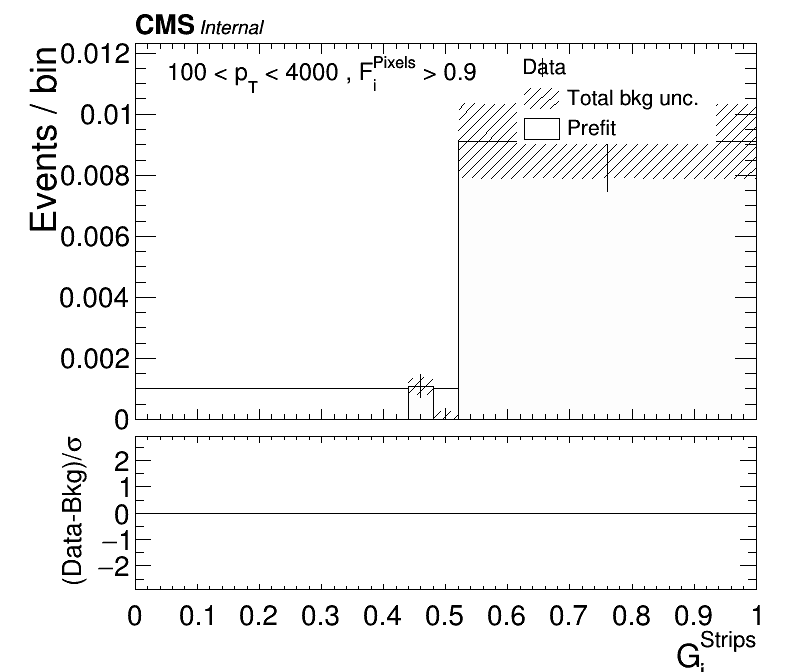 CMS Internal
0.012
0.01
0.008
0.006
0.004
0.002
0
Events / bin
100 < p_T < 4000 , F_i^Pixels > 0.9
Data
Total bkg unc.
Prefit
2
1
0
−1
−2
(Data-Bkg)/σ
0 0.1 0.2 0.3 0.4 0.5 0.6 0.7 0.8 0.9 1
G_i^Strips